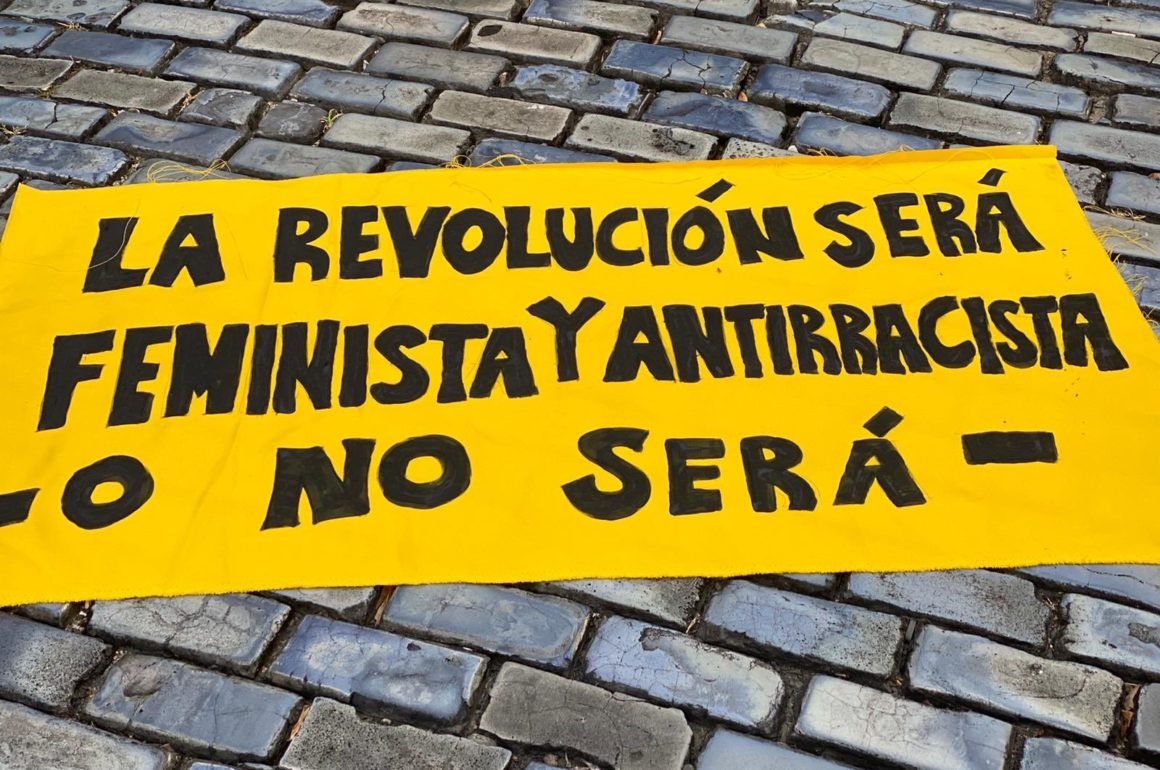 LA REVOLUCIÓN SERÁ
FEMINISTA Y ANTIRRACISTA
-O NO SERÁ-